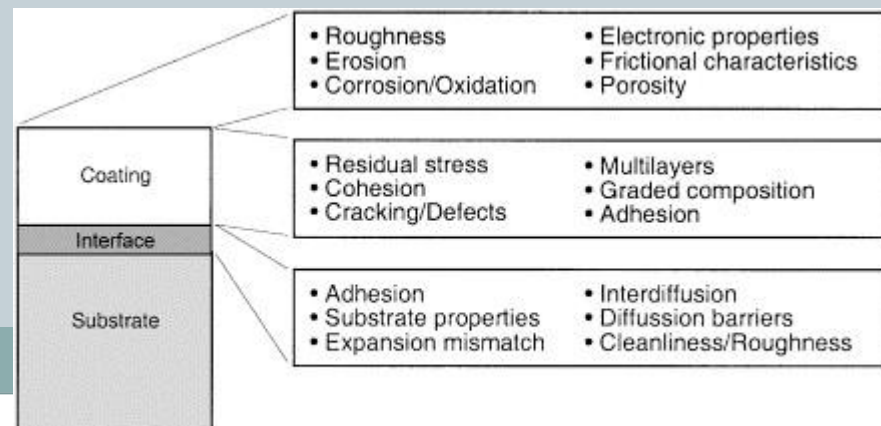 • Roughness
• Erosion
• Corrosion/Oxidation
• Electronic properties
• Frictional characteristics
• Porosity
Coating
• Residual stress
• Cohesion
• Cracking/Defects
• Multilayers
• Graded composition
• Adhesion
Interface
Substrate
• Adhesion
• Substrate properties
• Expansion mismatch
• Interdiffusion
• Diffussion barriers
• Cleanliness/Roughness